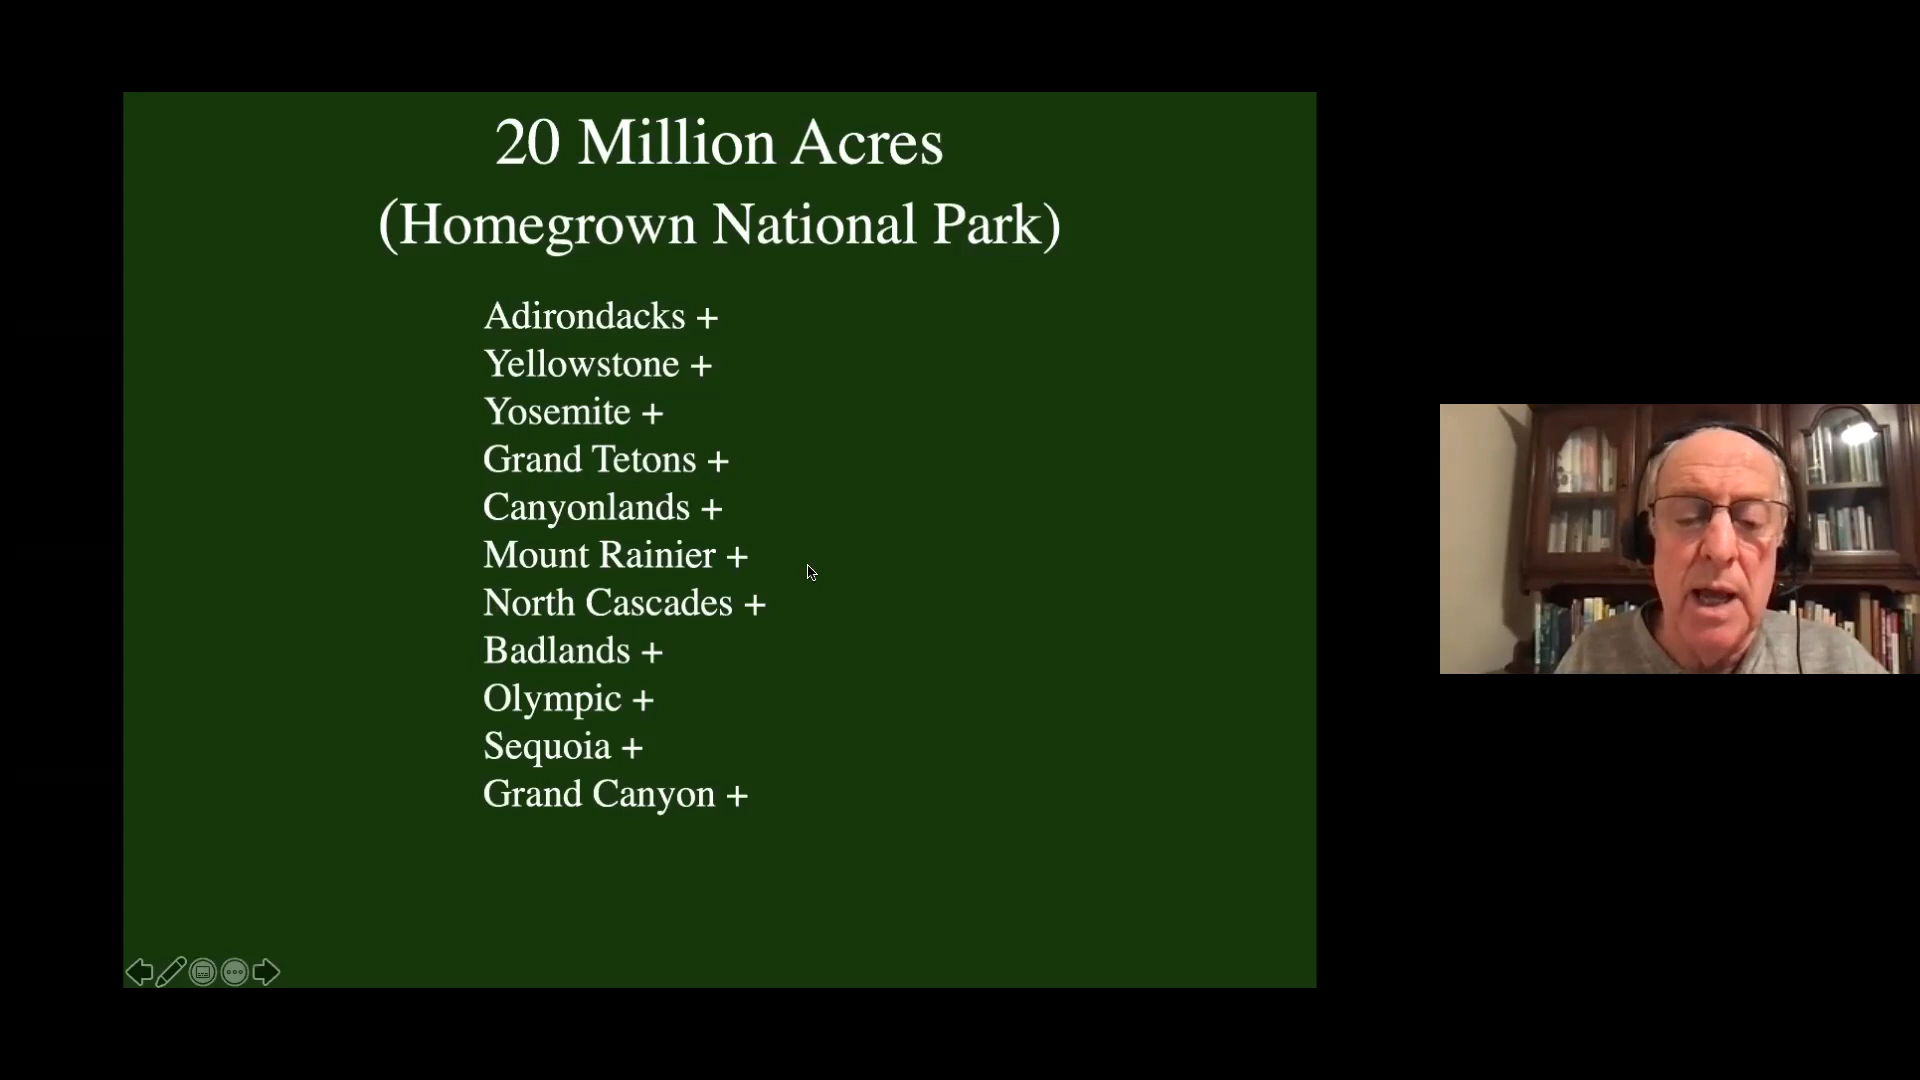 20 Million Acres
(Homegrown National Park)
Adirondacks +
Yellowstone +
Yosemite +
Grand Tetons +
Canyonlands +
Mount Rainier +
North Cascades +
Badlands +
Olympic +
Sequoia +
Grand Canyon +